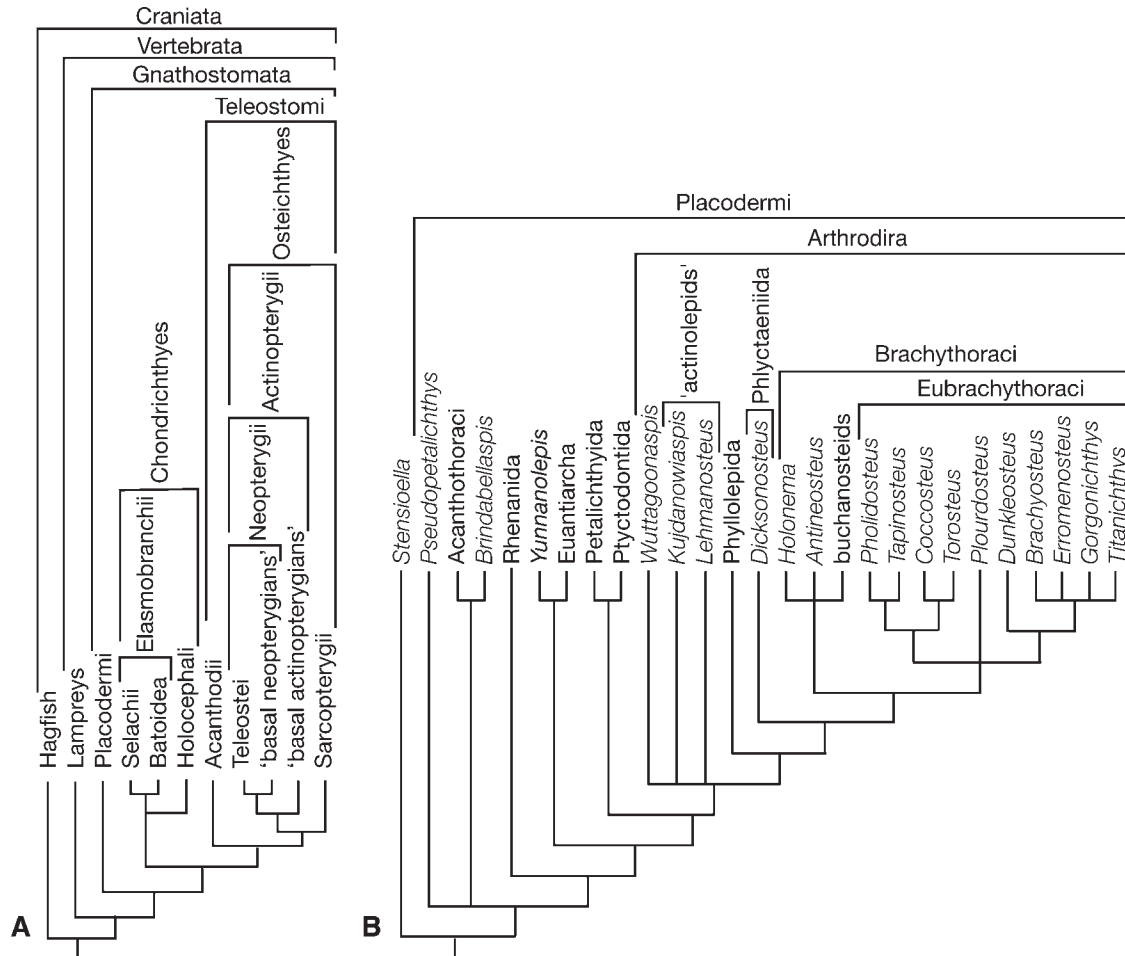 Craniata
Vertebrata
Gnathostomata
Teleostomi
Osteichthyes
Actinopterygii
Chondrichthyes
Neopterygii
Elasmobranchii
Hagfish
Lampreys
Placodermi
Selachii
Batoidea
Holocephali
Acanthodii
Teleostei
'basal neopterygians'
'basal actinopterygians'
Sarcopterygii
A
Placodermi
Arthrodira
'actinolepids'
Phlyctaeniida
Brachythoraci
Eubrachythoraci
Stensioella
Pseudopetalichthys
Acanthothoraci
Brindabellaspis
Rhenanida
Yunnanolepis
Euantiarcha
Petalichthyida
Ptyctodontida
Wuttagoonaspis
Kujdanowiaspis
Lehmanosteus
Phyllolepida
Dicksonosteus
Holonema
Antineosteus
buchanosteids
Pholidosteus
Tapinosteus
Coccosteus
Torosteus
Plourdosteus
Dunkleosteus
Brachyosteus
Erromenosteus
Gorgonichthys
Titanichthys
B